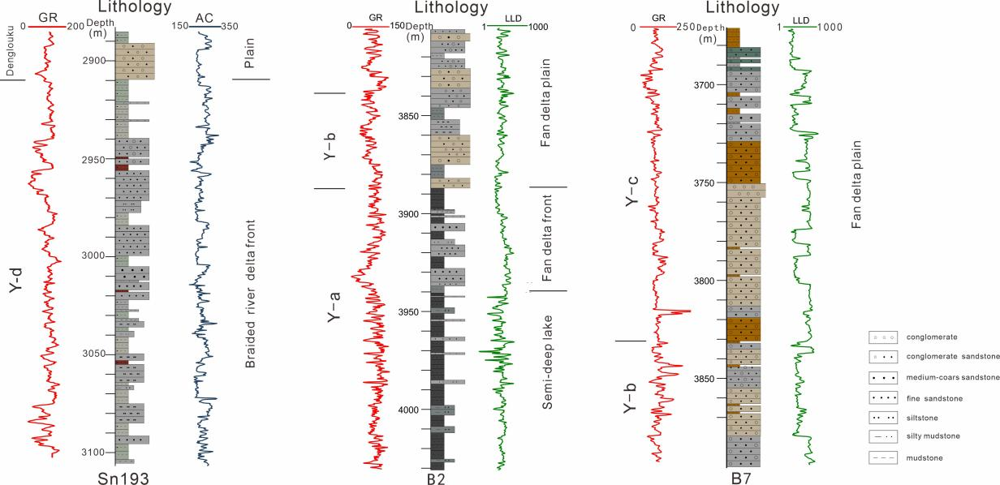 Lithology
GR
0 200
Depth
(m)
AC
150 350
Denglouku
Plain
2900
2950
3000
3050
3100
Y-d
Braided river delta front
Sn193
Lithology
GR
0 150
Depth
(m)
LLD
1 1000
3850
3900
3950
4000
Y-b
Y-a
Fan delta plain
Fan delta front
Semi-deep lake
B2
Lithology
GR
0 250
Depth
(m)
LLD
1 1000
3700
3750
3800
3850
Y-c
Y-b
Fan delta plain
B7
conglomerate
conglomerate sandstone
medium-coars sandstone
fine sandstone
siltstone
silty mudstone
mudstone